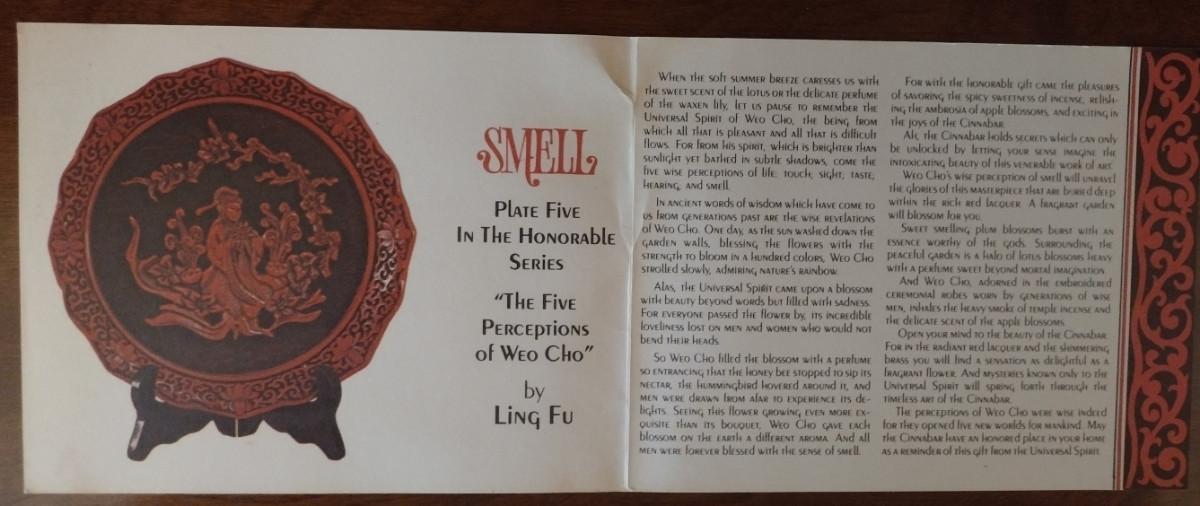 SMELL
PLATE FIVE
IN THE HONORABLE
SERIES
"THE FIVE
PERCEPTIONS
OF WEO CHO"
by
LING FU
WHEN THE SOFT SUMMER BREEZE CARESSES US WITH
THE SWEET SCENT OF THE LOTUS OR THE DELICATE PERFUME
OF THE WAXEN LILY, LET US PAUSE TO REMEMBER THE
UNIVERSAL SPIRIT OF WEO CHO, THE BEING FROM
WHICH ALL THAT IS PLEASANT AND ALL THAT IS DIFFICULT
FLOWS. FOR FROM HIS SPIRIT, WHICH IS BRIGHTER THAN
SUNLIGHT YET BATHED IN SUBTLE SHADOWS, COME THE
FIVE WISE PERCEPTIONS OF LIFE: TOUCH, SIGHT, TASTE,
HEARING, AND SMELL.
IN ANCIENT WORDS OF WISDOM WHICH HAVE COME TO
US FROM GENERATIONS PAST ARE THE WISE REVELATIONS
OF WEO CHO. ONE DAY, AS THE SUN WASHED DOWN THE
GARDEN WALLS, BLESSING THE FLOWERS WITH THE
STRENGTH TO BLOOM IN A HUNDRED COLORS, WEO CHO
STROLLED SLOWLY, ADMIRING NATURE'S RAINBOW.
ALAS, THE UNIVERSAL SPIRIT CAME UPON A BLOSSOM
WITH BEAUTY BEYOND WORDS BUT FILLED WITH SADNESS.
FOR EVERYONE PASSED THE FLOWER BY, ITS INCREDIBLE
LOVELINESS LOST ON MEN AND WOMEN WHO WOULD NOT
BEND THEIR HEADS.
SO WEO CHO FILLED THE BLOSSOM WITH A PERFUME
SO ENTRANCING THAT THE HONEY BEE STOPPED TO SIP ITS
NECTAR, THE HUMMINGBIRD HOVERED AROUND IT, AND
MEN WERE DRAWN FROM AFAR TO EXPERIENCE ITS DE-
LIGHTS. SEEING THIS FLOWER GROWING EVEN MORE EX-
QUISITE THAN ITS BOUQUET, WEO CHO GAVE EACH
BLOSSOM ON THE EARTH A DIFFERENT AROMA. AND ALL
MEN WERE FOREVER BLESSED WITH THE SENSE OF SMELL.
FOR WITH THE HONORABLE GIFT CAME THE PLEASURES
OF SAVORING THE SPICY SWEETNESS OF INCENSE, RELISH-
ING THE AMBROSIA OF APPLE BLOSSOMS, AND EXCITING IN
THE JOYS OF THE CINNABAR.
AH, THE CINNABAR HOLDS SECRETS WHICH CAN ONLY
BE UNLOCKED BY LETTING YOUR SENSE IMAGINE THE
INTOXICATING BEAUTY OF THIS VENERABLE WORK OF ART.
WEO CHO'S WISE PERCEPTION OF SMELL WILL UNRAVEL
THE GLORIES OF THIS MASTERPIECE THAT ARE BURIED DEEP
WITHIN THE RICH RED LACQUER. A FRAGRANT GARDEN
WILL BLOSSOM FOR YOU.
SWEET SMELLING PLUM BLOSSOMS BURST WITH AN
ESSENCE WORTHY OF THE GODS. SURROUNDING THE
PEACEFUL GARDEN IS A HALO OF LOTUS BLOSSOMS HEAVY
WITH A PERFUME SWEET BEYOND MORTAL IMAGINATION.
AND WEO CHO, ADORNED IN THE EMBROIDERED
CEREMONIAL ROBES WORN BY GENERATIONS OF WISE
MEN, INHALES THE HEAVY SMOKE OF TEMPLE INCENSE AND
THE DELICATE SCENT OF THE APPLE BLOSSOMS.
OPEN YOUR MIND TO THE BEAUTY OF THE CINNABAR.
FOR IN THE RADIANT RED LACQUER AND THE SHIMMERING
BRASS YOU WILL FIND A SENSATION AS DELIGHTFUL AS A
FRAGRANT FLOWER. AND MYSTERIES KNOWN ONLY TO THE
UNIVERSAL SPIRIT WILL SPRING FORTH THROUGH THE
TIMELESS ART OF THE CINNABAR.
THE PERCEPTIONS OF WEO CHO WERE WISE INDEED
FOR THEY OPENED FIVE NEW WORLDS FOR MANKIND. MAY
THE CINNABAR HAVE AN HONORED PLACE IN YOUR HOME
AS A REMINDER OF THIS GIFT FROM THE UNIVERSAL SPIRIT.